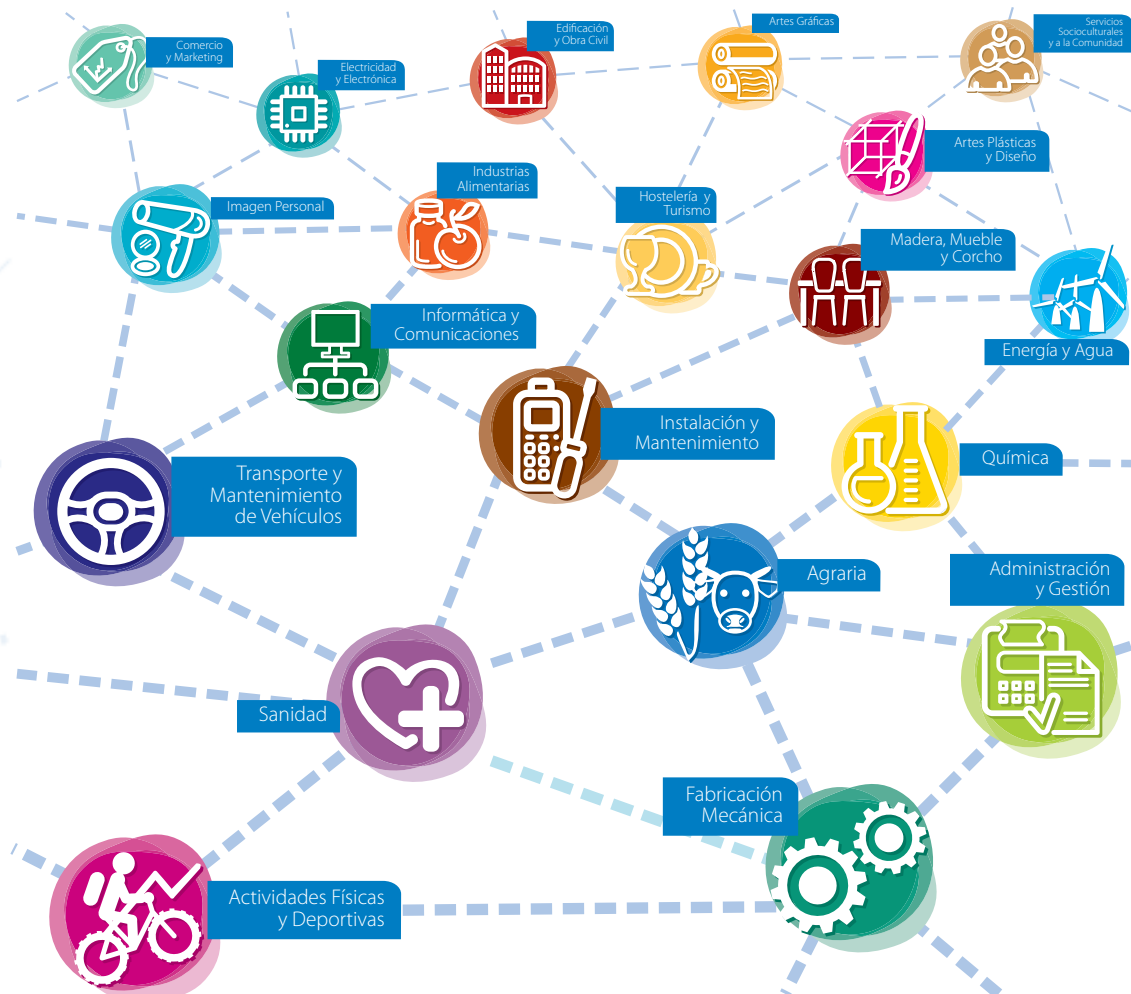 Comercio
y Marketing
Electricidad
y Electrónica
Edificación
y Obra Civil
Artes Gráficas
Servicios
Socioculturales
y a la Comunidad
Artes Plásticas
y Diseño
Imagen Personal
Industrias
Alimentarias
Hostelería y
Turismo
Madera, Mueble
y Corcho
Energía y Agua
Informática y
Comunicaciones
Instalación y
Mantenimiento
Química
Transporte y
Mantenimiento
de Vehículos
Agraria
Administración
y Gestión
Sanidad
Fabricación
Mecánica
Actividades Físicas
y Deportivas